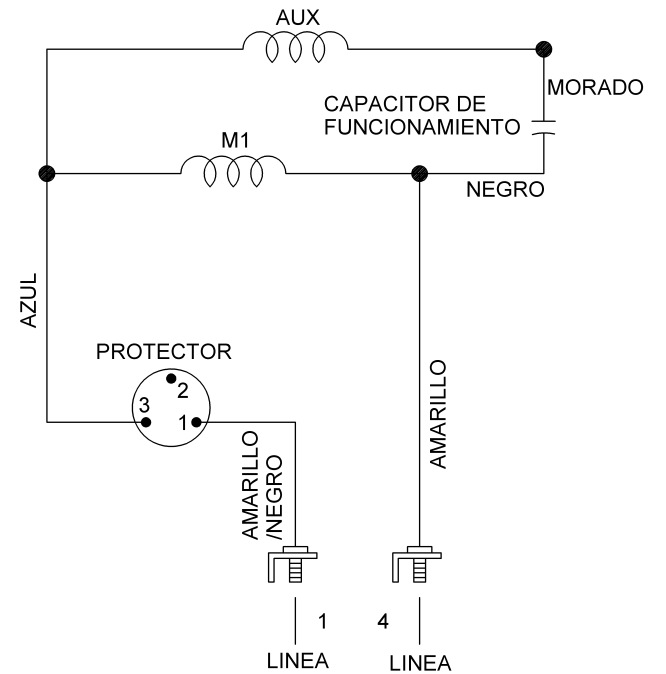 AUX
MORADO
CAPACITOR DE
FUNCIONAMIENTO
M1
NEGRO
AZUL
PROTECTOR
2
3
1
AMARILLO
/NEGRO
AMARILLO
1
4
LINEA
LINEA